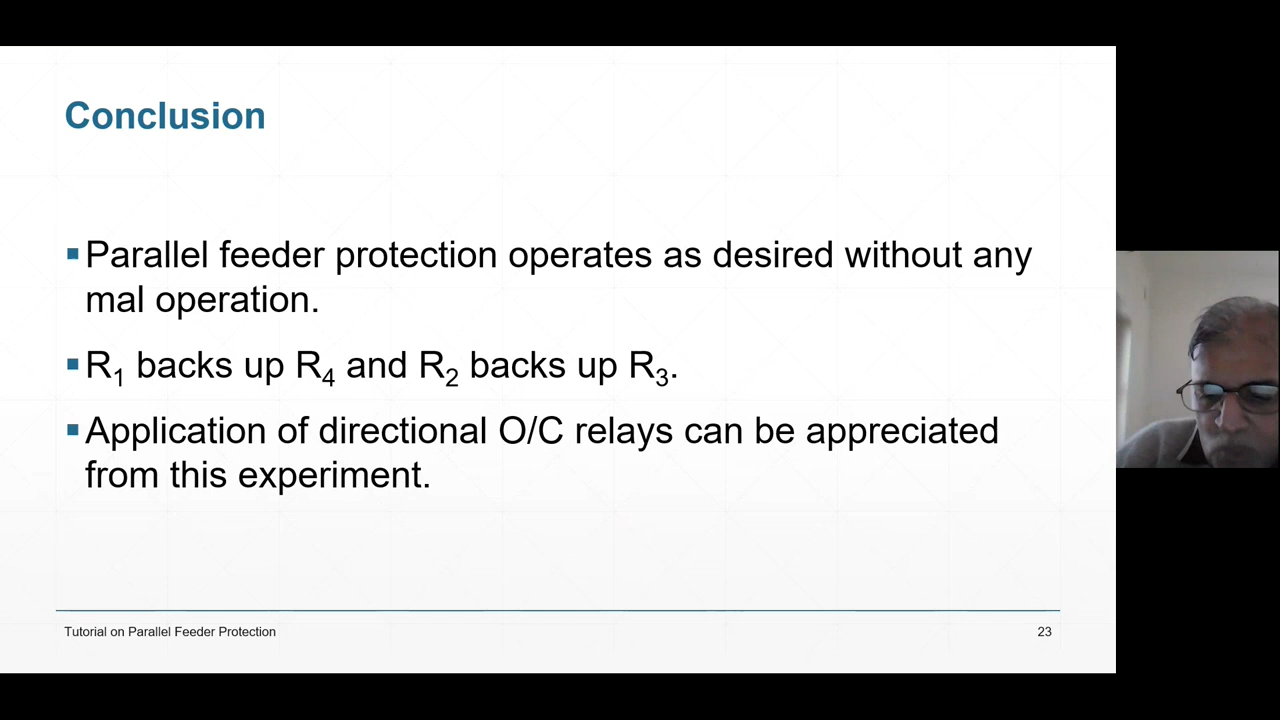 Conclusion
▪Parallel feeder protection operates as desired without any
mal operation.
▪R₁ backs up R₄ and R₂ backs up R₃.
▪Application of directional O/C relays can be appreciated
from this experiment.
Tutorial on Parallel Feeder Protection
23